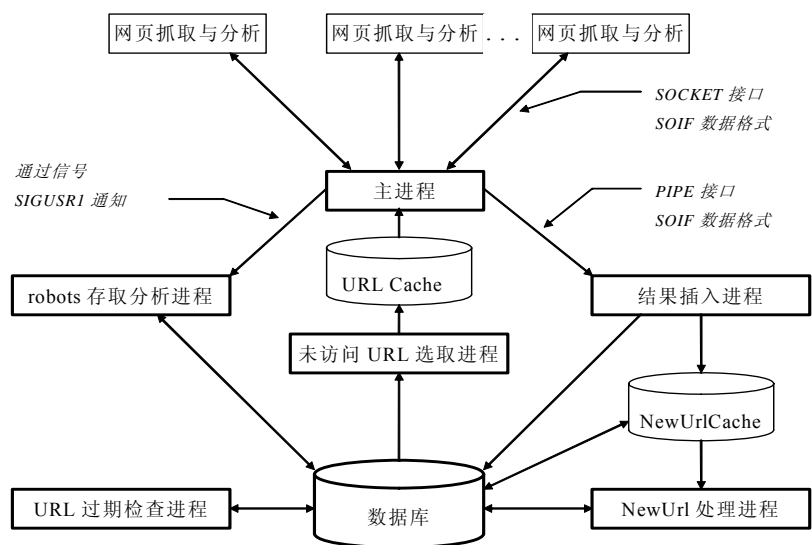 网页抓取与分析
网页抓取与分析 ...
网页抓取与分析
SOCKET 接口
SOIF 数据格式
通过信号
SIGUSR1 通知
主进程
PIPE 接口
SOIF 数据格式
URL Cache
robots 存取分析进程
结果插入进程
未访问 URL 选取进程
NewUrlCache
URL 过期检查进程
数据库
NewUrl 处理进程